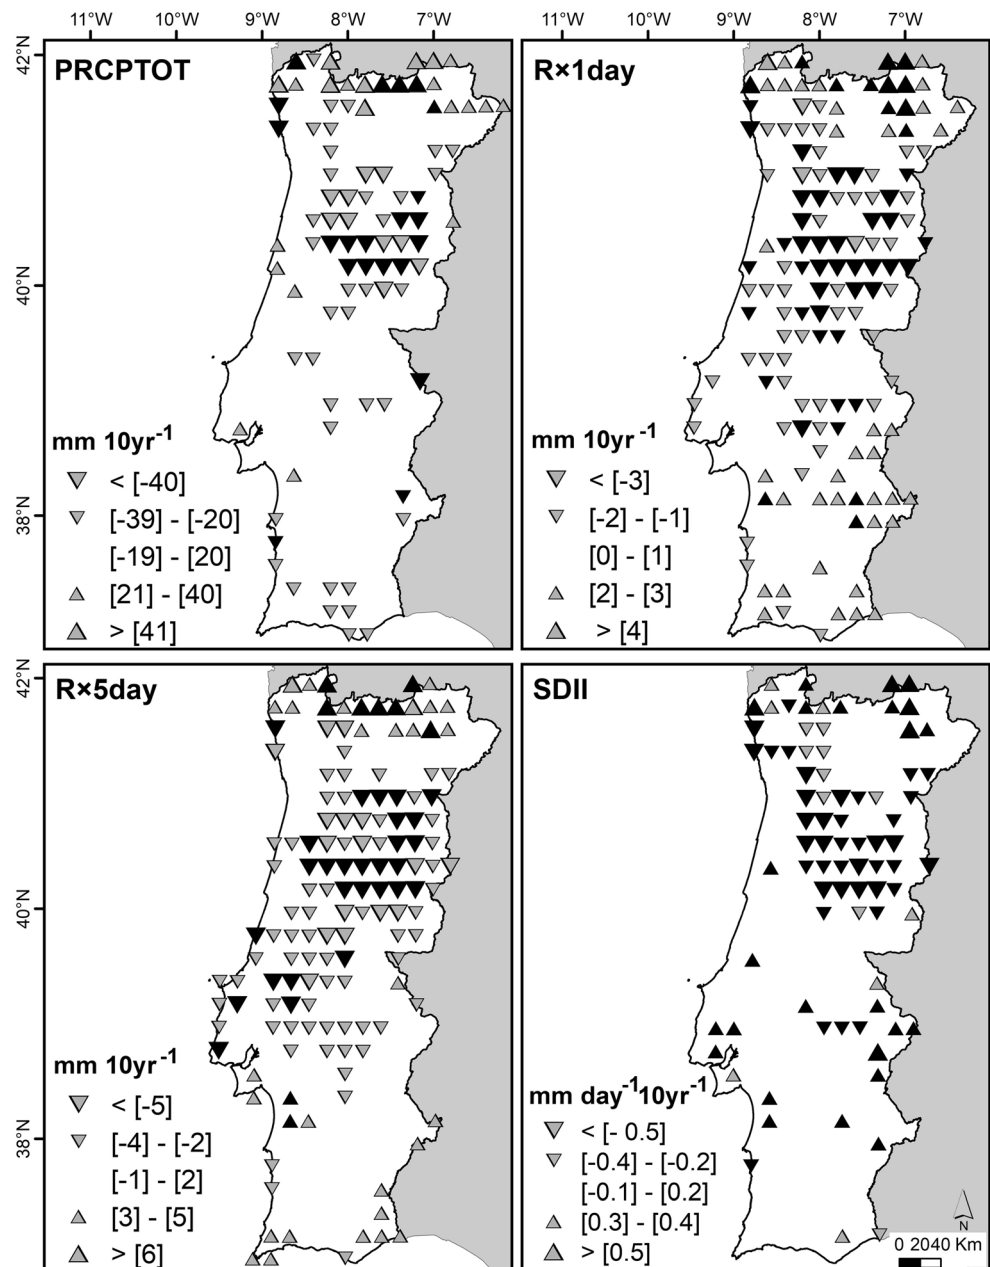 11°W 10°W 9°W 8°W 7°W 11°W 10°W 9°W 8°W 7°W
42°N
40°N
38°N
PRCPTOT
mm 10yr⁻¹
< [-40]
[-39] - [-20]
[-19] - [20]
[21] - [40]
> [41]
R×1day
mm 10yr⁻¹
< [-3]
[-2] - [-1]
[0] - [1]
[2] - [3]
> [4]
42°N
40°N
38°N
R×5day
mm 10yr⁻¹
< [-5]
[-4] - [-2]
[-1] - [2]
[3] - [5]
> [6]
SDII
mm day⁻¹10yr⁻¹
< [- 0.5]
[-0.4] - [-0.2]
[-0.1] - [0.2]
[0.3] - [0.4]
> [0.5]
N
0 2040 Km